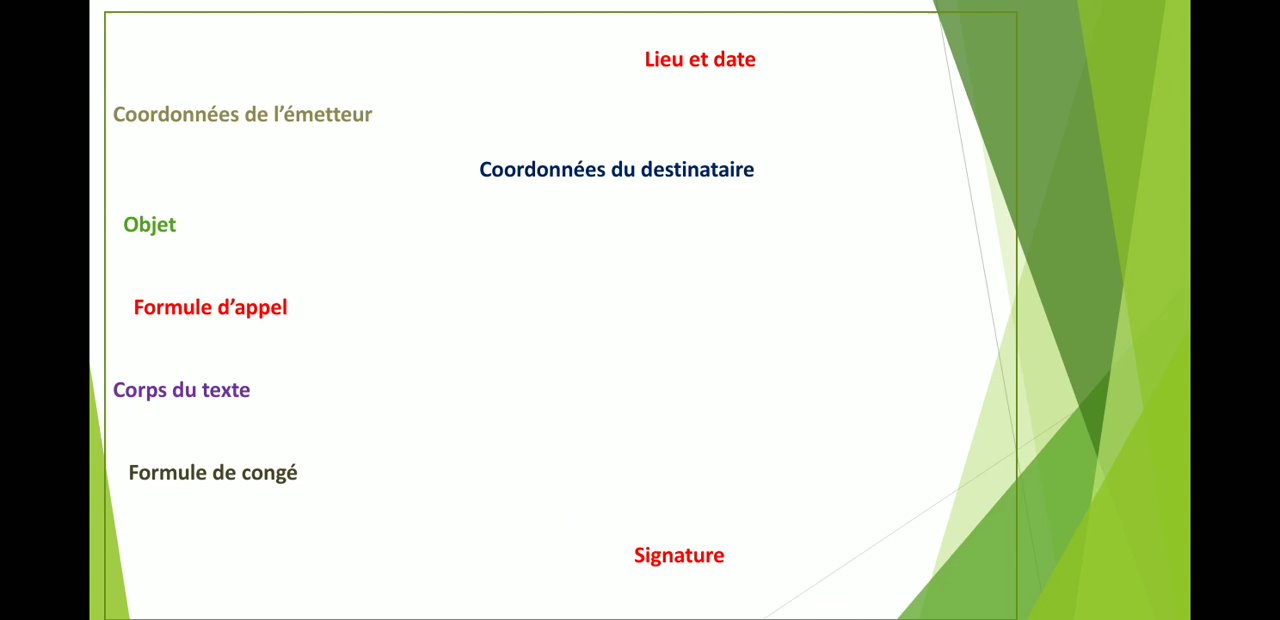 Lieu et date
Coordonnées de l’émetteur
Coordonnées du destinataire
Objet
Formule d’appel
Corps du texte
Formule de congé
Signature